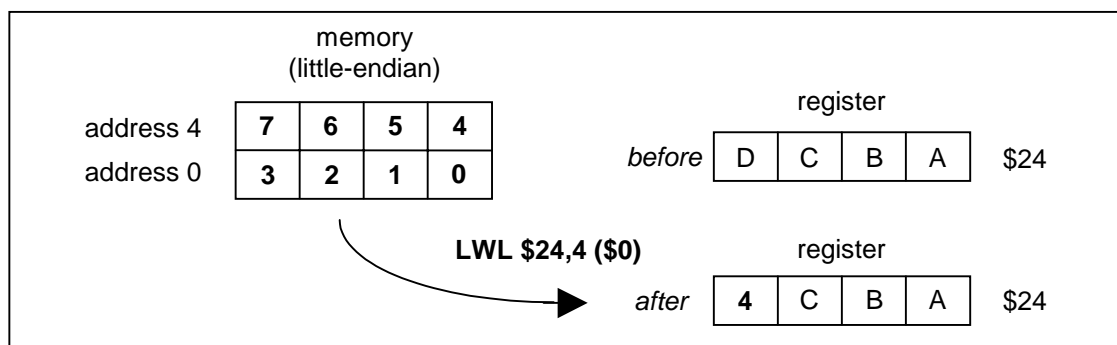 memory
(little-endian)
address 4 7 6 5 4
address 0 3 2 1 0
register
before D C B A $24
LWL $24,4 ($0)
register
after 4 C B A $24